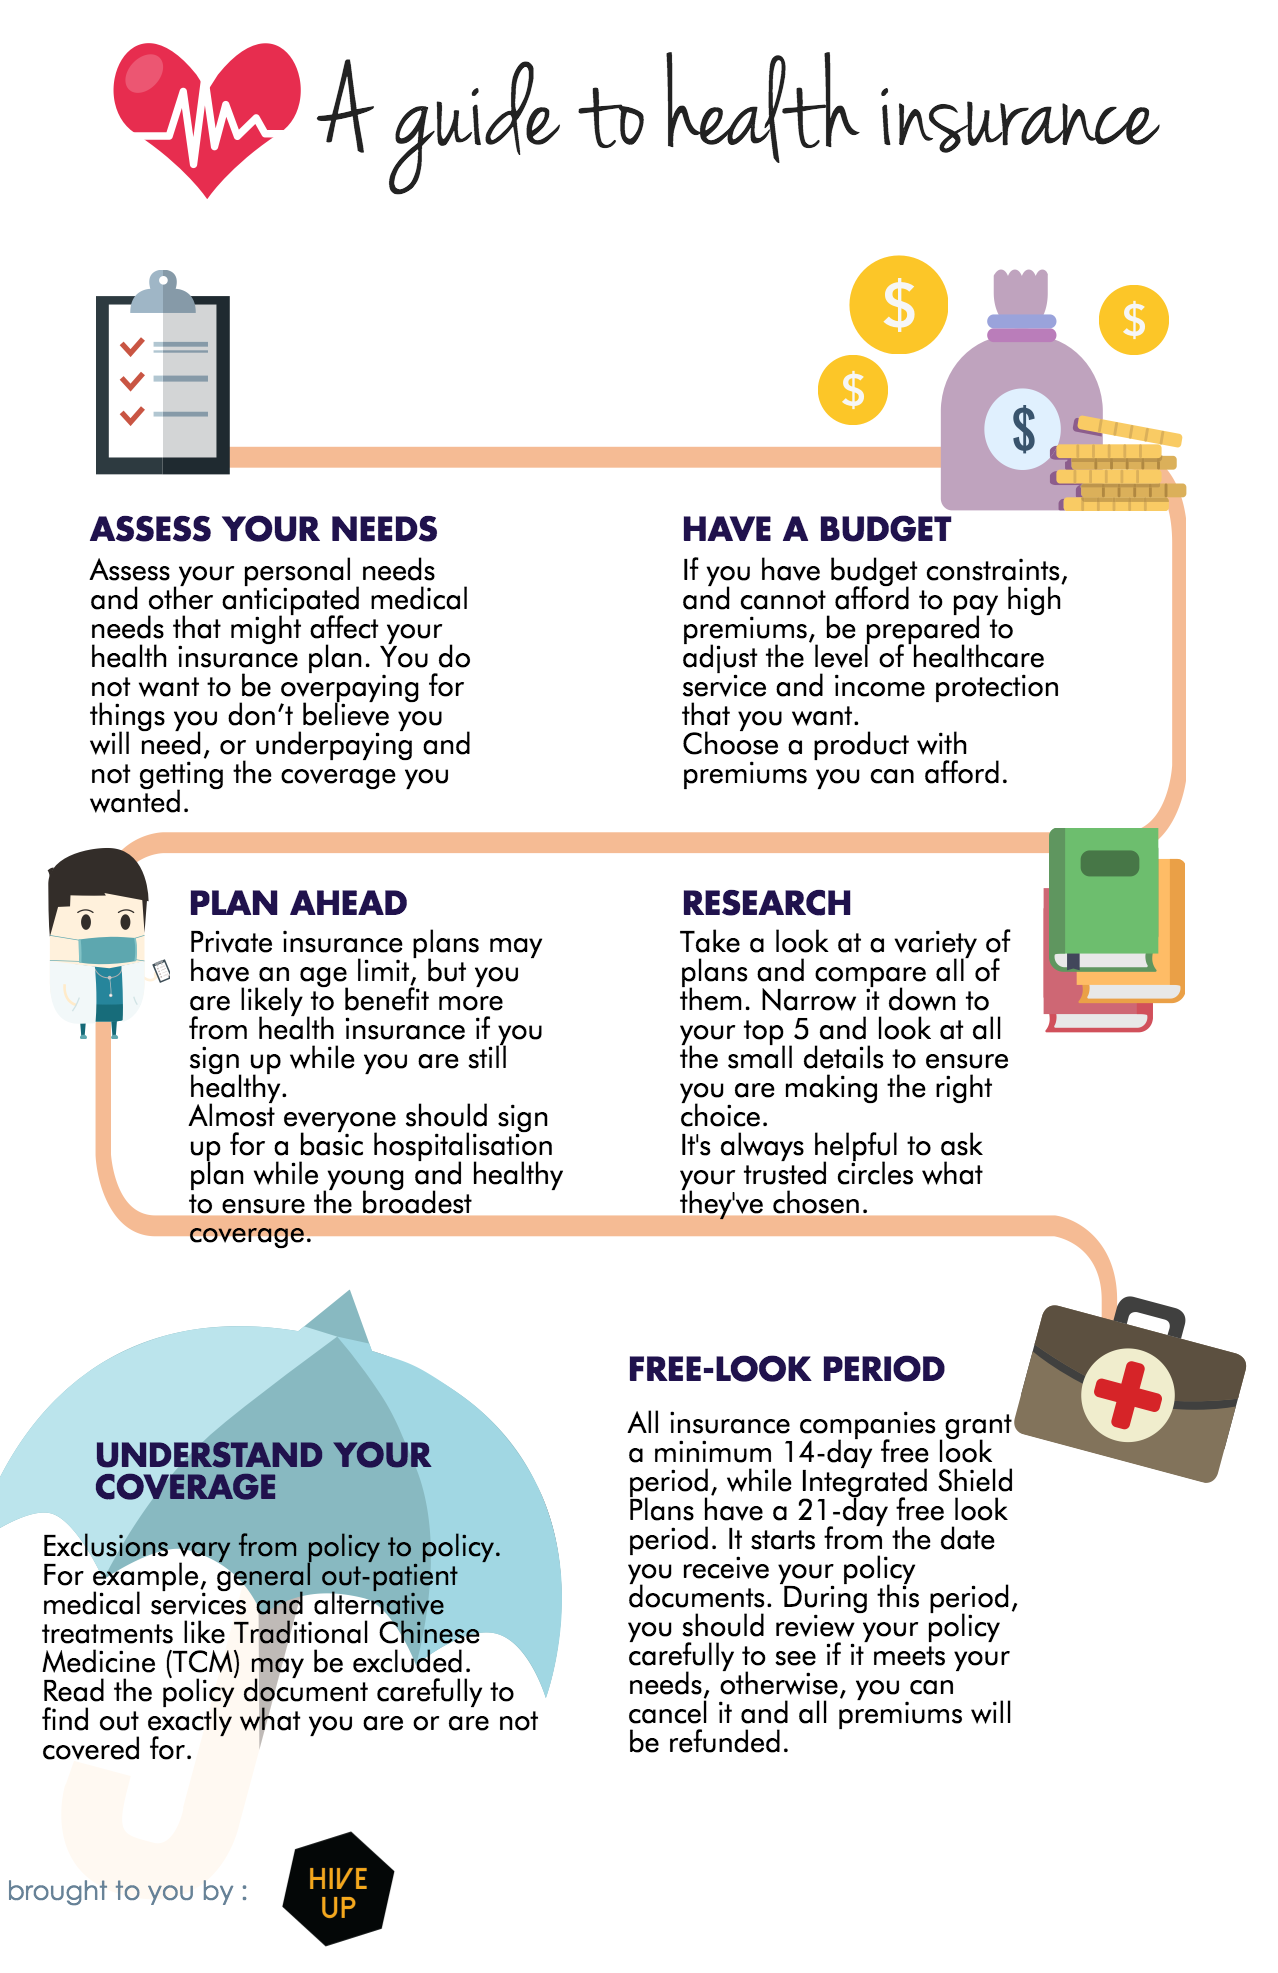 A guide to health insurance
$
$
$
$
ASSESS YOUR NEEDS
Assess your personal needs
and other anticipated medical
needs that might affect your
health insurance plan. You do
not want to be overpaying for
things you don’t believe you
will need, or underpaying and
not getting the coverage you
wanted.
HAVE A BUDGET
If you have budget constraints,
and cannot afford to pay high
premiums, be prepared to
adjust the level of healthcare
service and income protection
that you want.
Choose a product with
premiums you can afford.
PLAN AHEAD
Private insurance plans may
have an age limit, but you
are likely to benefit more
from health insurance if you
sign up while you are still
healthy.
Almost everyone should sign
up for a basic hospitalisation
plan while young and healthy
to ensure the broadest
coverage.
RESEARCH
Take a look at a variety of
plans and compare all of
them. Narrow it down to
your top 5 and look at all
the small details to ensure
you are making the right
choice.
It's always helpful to ask
your trusted circles what
they've chosen.
UNDERSTAND YOUR
COVERAGE
Exclusions vary from policy to policy.
For example, general out-patient
medical services and alternative
treatments like Traditional Chinese
Medicine (TCM) may be excluded.
Read the policy document carefully to
find out exactly what you are or are not
covered for.
FREE-LOOK PERIOD
All insurance companies grant
a minimum 14-day free look
period, while Integrated Shield
Plans have a 21-day free look
period. It starts from the date
you receive your policy
documents. During this period,
you should review your policy
carefully to see if it meets your
needs, otherwise, you can
cancel it and all premiums will
be refunded.
brought to you by :
HIVE
UP